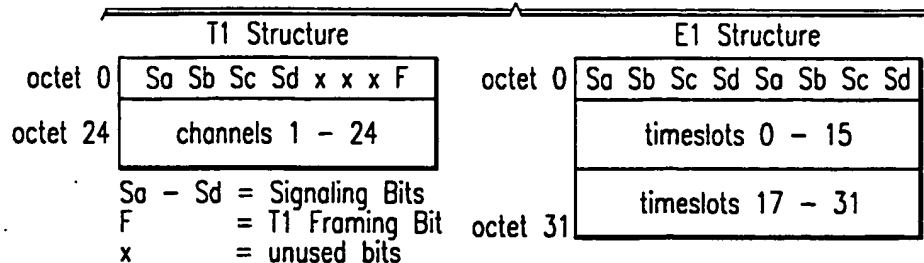 T1 Structure
octet 0 Sa Sb Sc Sd x x x F
octet 24 channels 1 - 24
Sa - Sd = Signaling Bits
F = T1 Framing Bit
x = unused bits
E1 Structure
octet 0 Sa Sb Sc Sd Sa Sb Sc Sd
timeslots 0 - 15
timeslots 17 - 31
octet 31